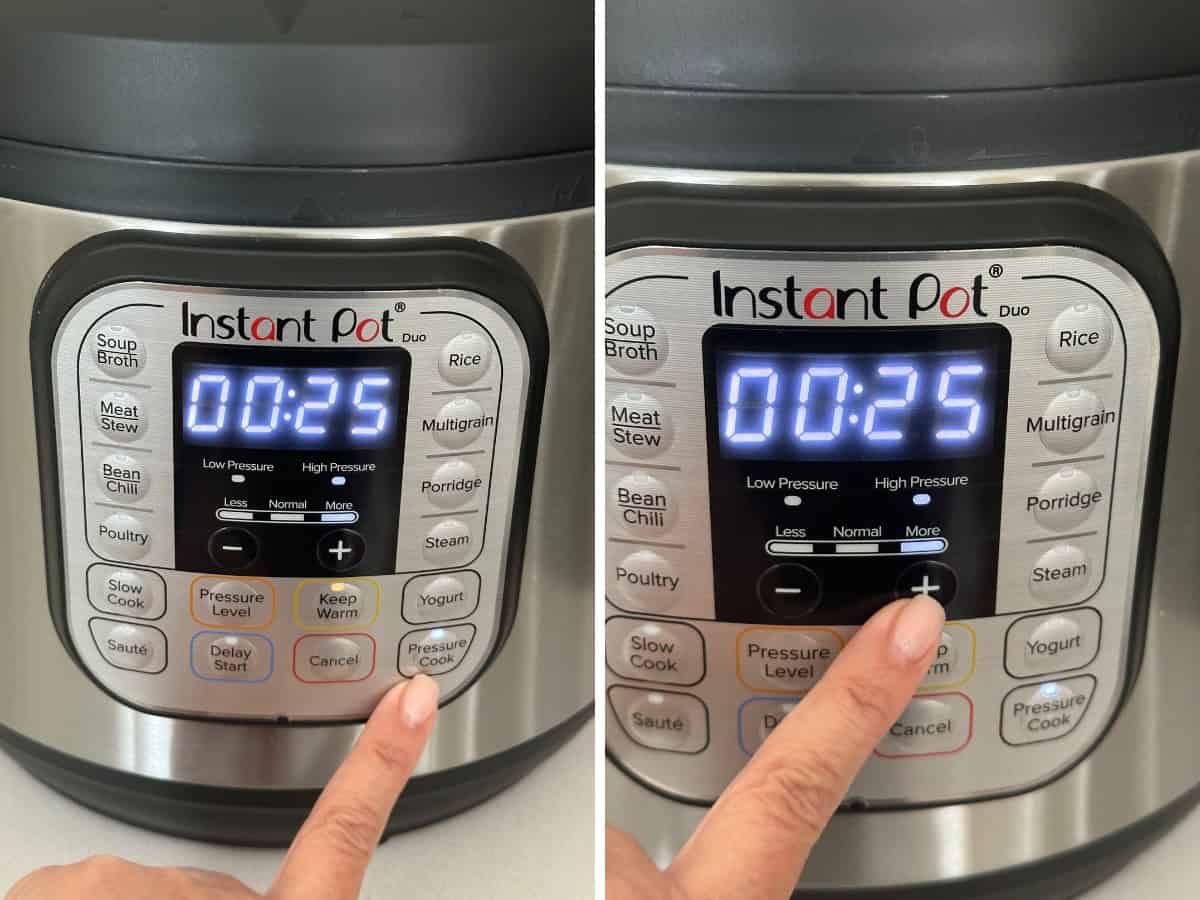 Instant Pot® Duo
00:25
Low Pressure High Pressure
Less Normal More
− +
Soup
Broth
Meat
Stew
Bean
Chili
Poultry
Slow
Cook
Sauté
Rice
Multigrain
Porridge
Steam
Yogurt
Pressure
Cook
Pressure
Level
Keep
Warm
Delay
Start
Cancel
Instant Pot® Duo
00:25
Low Pressure High Pressure
Less Normal More
− +
Soup
Broth
Meat
Stew
Bean
Chili
Poultry
Slow
Cook
Sauté
Rice
Multigrain
Porridge
Steam
Yogurt
Pressure
Cook
Pressure
Level
Cancel